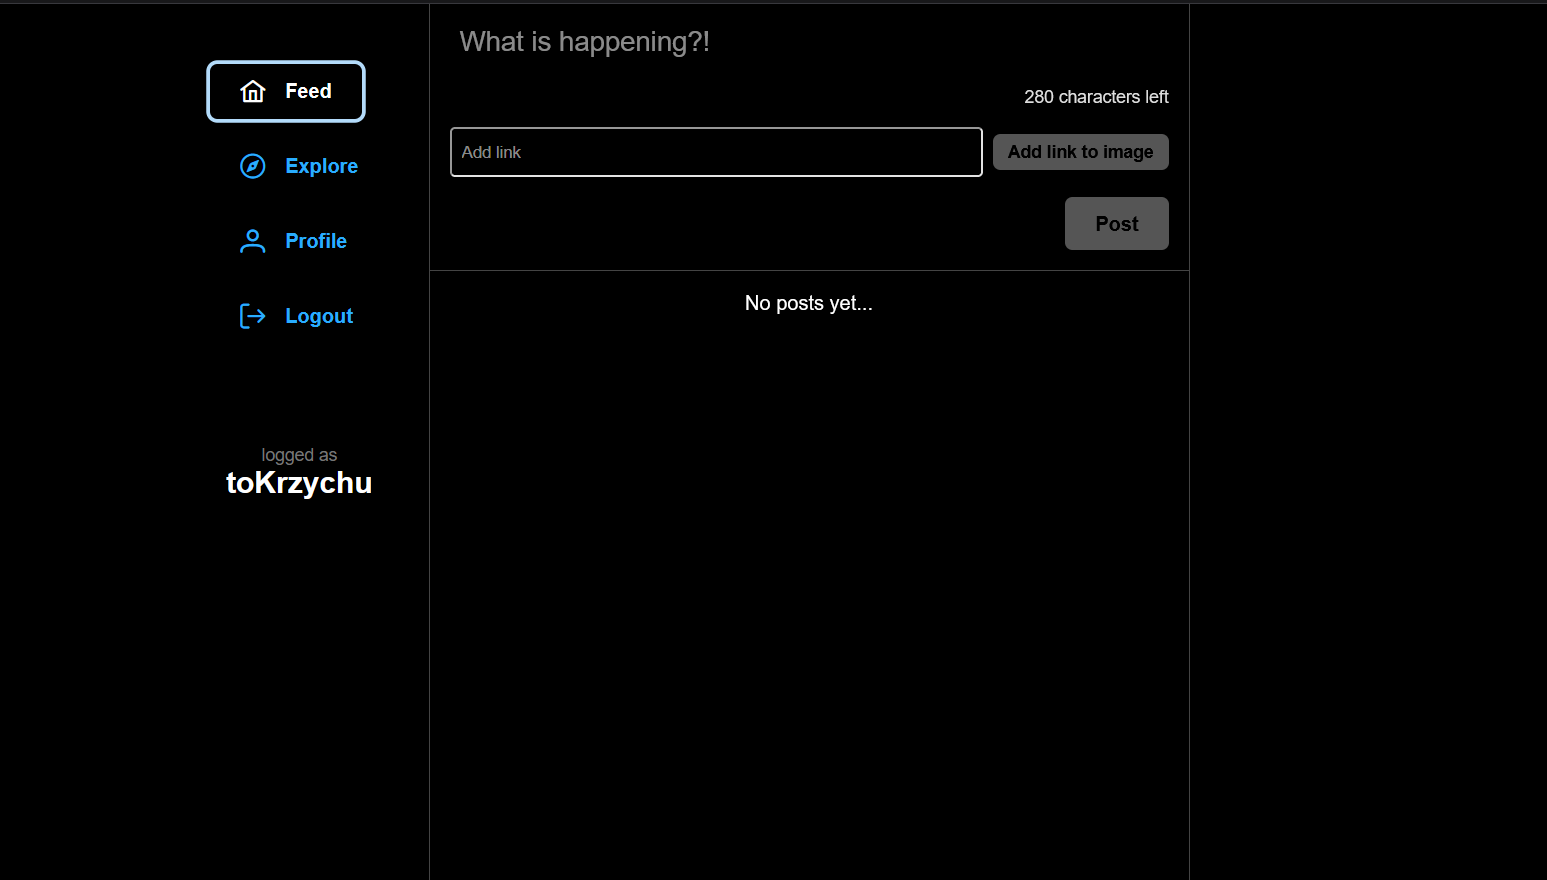 Feed
Explore
Profile
Logout
logged as
toKrzychu
What is happening?!
280 characters left
Add link
Add link to image
Post
No posts yet...